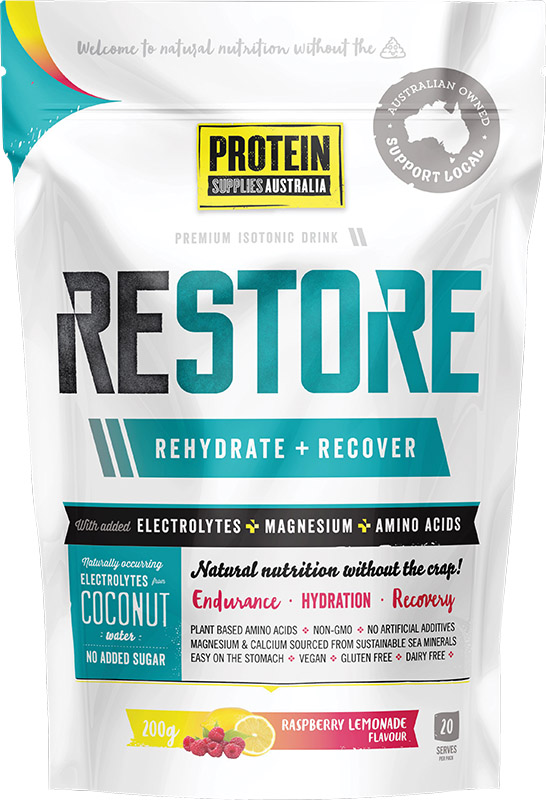 Welcome to natural nutrition without the
AUSTRALIAN OWNED
SUPPORT LOCAL
PROTEIN
SUPPLIES AUSTRALIA
PREMIUM ISOTONIC DRINK
RESTORE
REHYDRATE + RECOVER
With added ELECTROLYTES + MAGNESIUM + AMINO ACIDS
Naturally occurring
ELECTROLYTES from
COCONUT
: water :
NO ADDED SUGAR
Natural nutrition without the crap!
Endurance · HYDRATION · Recovery
PLANT BASED AMINO ACIDS ❖ NON-GMO ❖ NO ARTIFICIAL ADDITIVES
MAGNESIUM & CALCIUM SOURCED FROM SUSTAINABLE SEA MINERALS
EASY ON THE STOMACH ❖ VEGAN ❖ GLUTEN FREE ❖ DAIRY FREE ❖
200g
RASPBERRY LEMONADE
FLAVOUR
20
SERVES
PER PACK